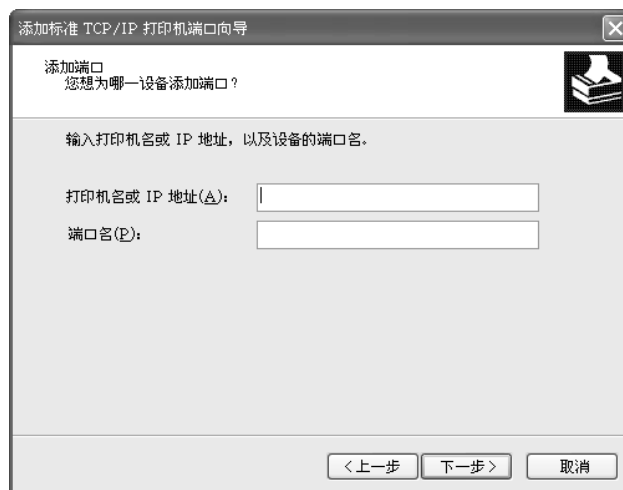 添加标准 TCP/IP 打印机端口向导
添加端口
您想为哪一设备添加端口?
输入打印机名或 IP 地址，以及设备的端口名。
打印机名或 IP 地址(A):
端口名(P):
<上一步 下一步> 取消